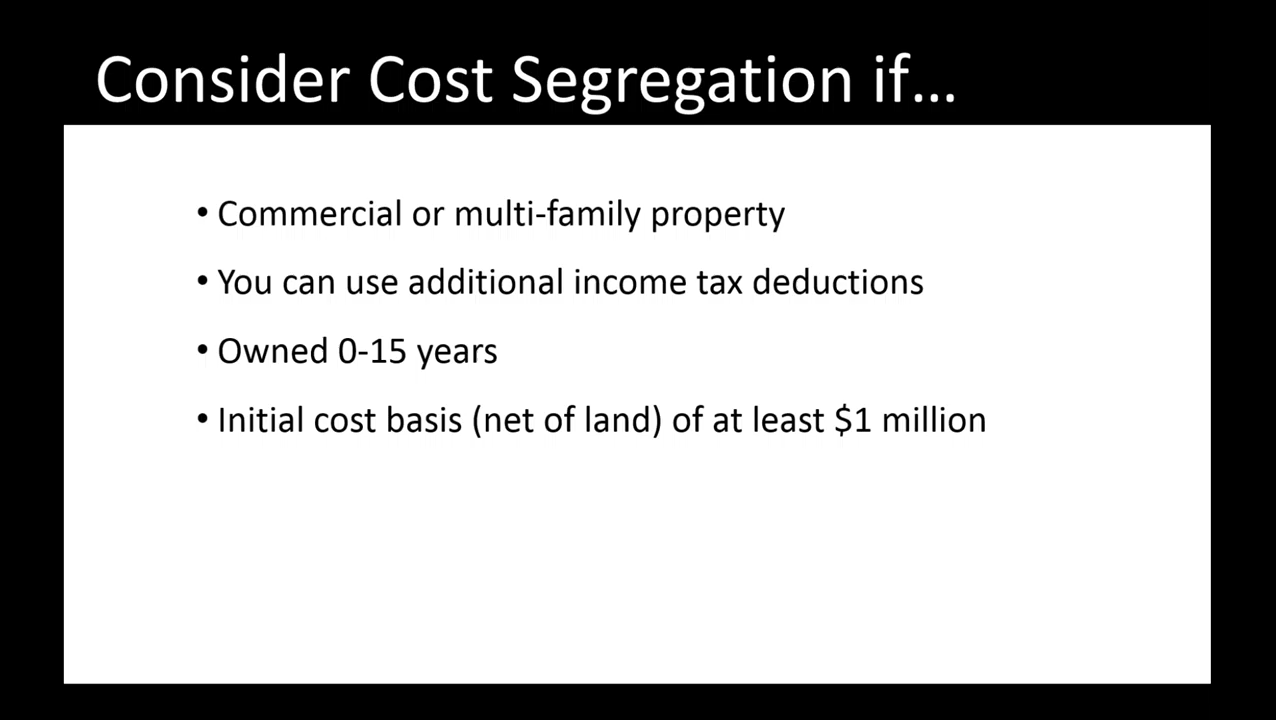 Consider Cost Segregation if...
• Commercial or multi-family property
• You can use additional income tax deductions
• Owned 0-15 years
• Initial cost basis (net of land) of at least $1 million